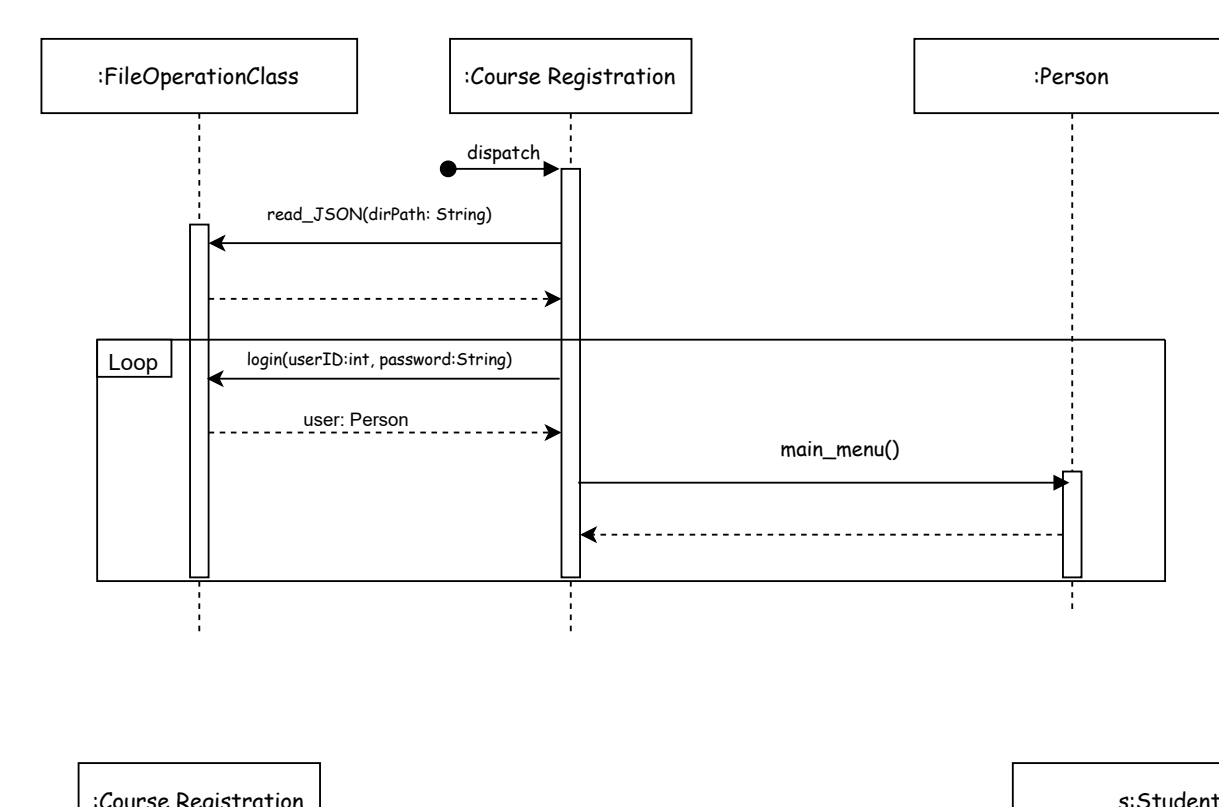 :FileOperationClass
:Course Registration
:Person
dispatch
read_JSON(dirPath: String)
Loop
login(userID:int, password:String)
user: Person
main_menu()
:Course Registration
s:Student